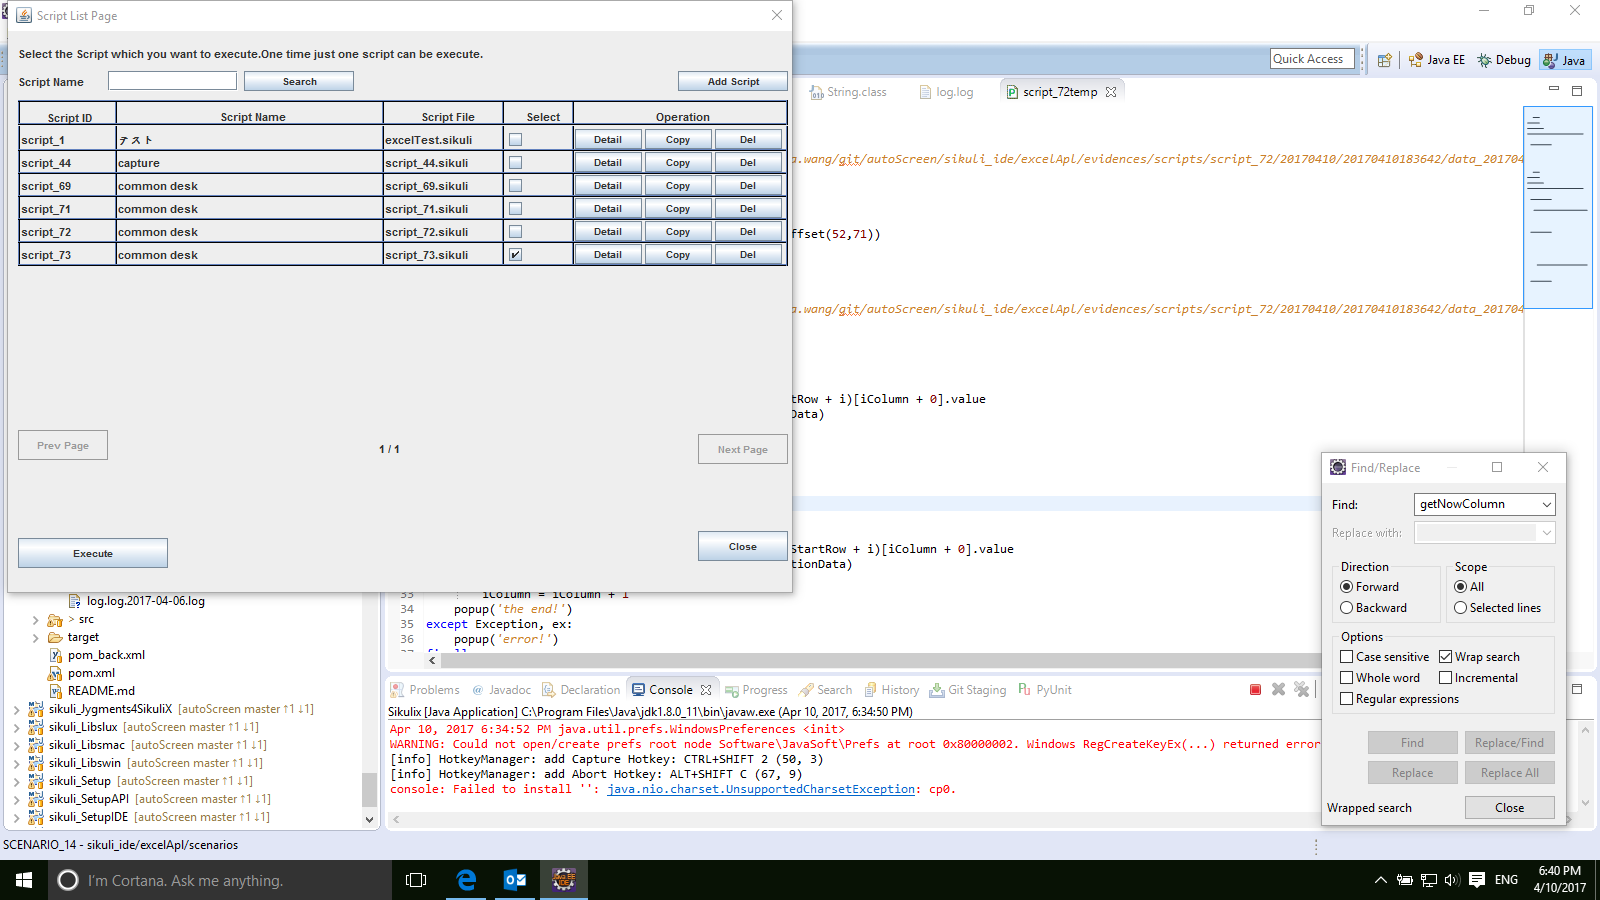 Script List Page
Select the Script which you want to execute.One time just one script can be execute.
Script Name
Search
Add Script
Script ID Script Name Script File Select Operation
script_1 テスト excelTest.sikuli Detail Copy Del
script_44 capture script_44.sikuli Detail Copy Del
script_69 common desk script_69.sikuli Detail Copy Del
script_71 common desk script_71.sikuli Detail Copy Del
script_72 common desk script_72.sikuli Detail Copy Del
script_73 common desk script_73.sikuli Detail Copy Del
Prev Page
1 / 1
Next Page
Execute
Close
Quick Access
Java EE
Debug
Java
String.class
log.log
script_72temp
a.wang/git/autoScreen/sikuli_ide/excelApl/evidences/scripts/script_72/20170410/20170410183642/data_201704
ffset(52,71))
a.wang/git/autoScreen/sikuli_ide/excelApl/evidences/scripts/script_72/20170410/20170410183642/data_201704
tRow + i)[iColumn + 0].value
Data)
StartRow + i)[iColumn + 0].value
tionData)
33 iColumn = iColumn + 1
34 popup('the end!')
35 except Exception, ex:
36 popup('error!')
log.log.2017-04-06.log
> src
target
pom_back.xml
pom.xml
README.md
sikuli_Jygments4SikuliX [autoScreen master ↑1 ↓1]
sikuli_Libslux [autoScreen master ↑1 ↓1]
sikuli_Libsmac [autoScreen master ↑1 ↓1]
sikuli_Libswin [autoScreen master ↑1 ↓1]
sikuli_Setup [autoScreen master ↑1 ↓1]
sikuli_SetupAPI [autoScreen master ↑1 ↓1]
sikuli_SetupIDE [autoScreen master ↑1 ↓1]
Problems
@ Javadoc
Declaration
Console
Progress
Search
History
Git Staging
PyUnit
Sikulix [Java Application] C:\Program Files\Java\jdk1.8.0_11\bin\javaw.exe (Apr 10, 2017, 6:34:50 PM)
Apr 10, 2017 6:34:52 PM java.util.prefs.WindowsPreferences <init>
WARNING: Could not open/create prefs root node Software\JavaSoft\Prefs at root 0x80000002. Windows RegCreateKeyEx(...) returned error
[info] HotkeyManager: add Capture Hotkey: CTRL+SHIFT 2 (50, 3)
[info] HotkeyManager: add Abort Hotkey: ALT+SHIFT C (67, 9)
console: Failed to install '': java.nio.charset.UnsupportedCharsetException: cp0.
Find/Replace
Find: getNowColumn
Replace with:
Direction
Forward
Backward
Scope
All
Selected lines
Options
Case sensitive
Wrap search
Whole word
Incremental
Regular expressions
Find
Replace/Find
Replace
Replace All
Wrapped search
Close
SCENARIO_14 - sikuli_ide/excelApl/scenarios
I'm Cortana. Ask me anything.
ENG
6:40 PM
4/10/2017